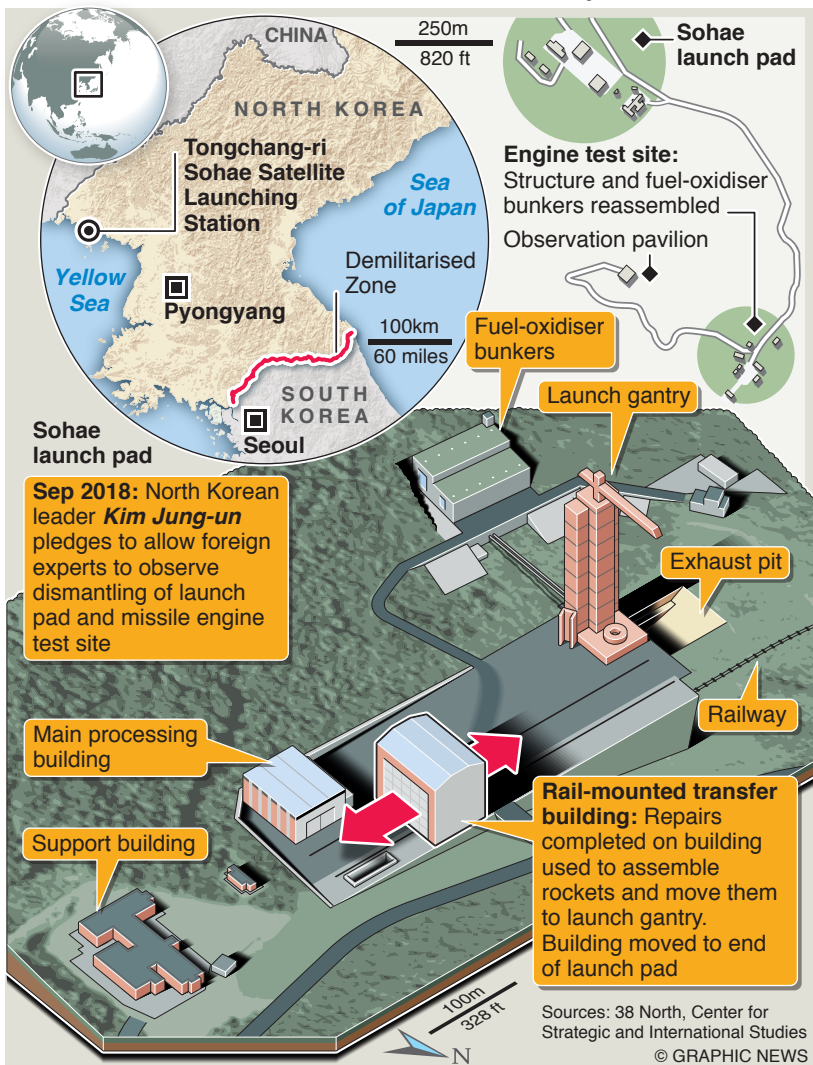 CHINA
NORTH KOREA
Tongchang-ri
Sohae Satellite
Launching
Station
Sea
of Japan
Yellow
Sea
Demilitarised
Zone
Pyongyang
100km
60 miles
SOUTH
KOREA
Seoul
250m
820 ft
Sohae
launch pad
Engine test site:
Structure and fuel-oxidiser
bunkers reassembled
Observation pavilion
Sohae
launch pad
Fuel-oxidiser
bunkers
Launch gantry
Sep 2018: North Korean
leader Kim Jung-un
pledges to allow foreign
experts to observe
dismantling of launch
pad and missile engine
test site
Exhaust pit
Railway
Main processing
building
Rail-mounted transfer
building: Repairs
completed on building
used to assemble
rockets and move them
to launch gantry.
Building moved to end
of launch pad
Support building
100m
328 ft
N
Sources: 38 North, Center for
Strategic and International Studies
© GRAPHIC NEWS